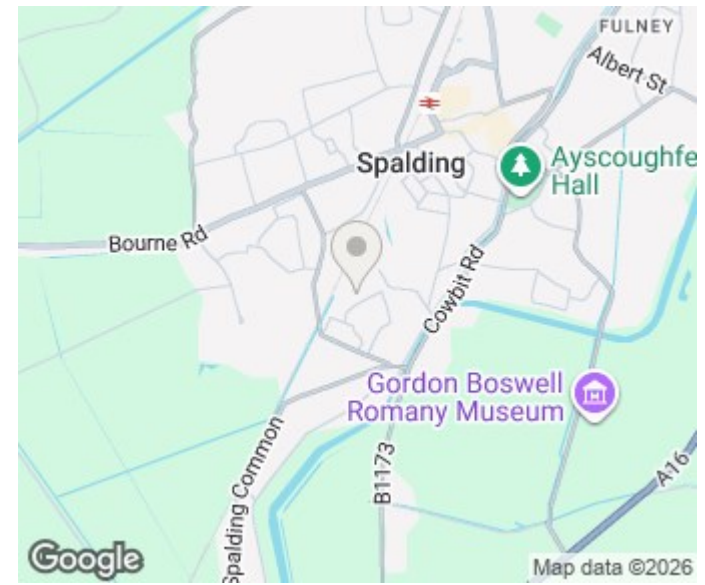 FULNEY
Albert St
Spalding
Ayscoughfe
Hall
Bourne Rd
Cowbit Rd
Gordon Boswell
Romany Museum
Spalding Common
B1173
A16
Google
Map data ©2026